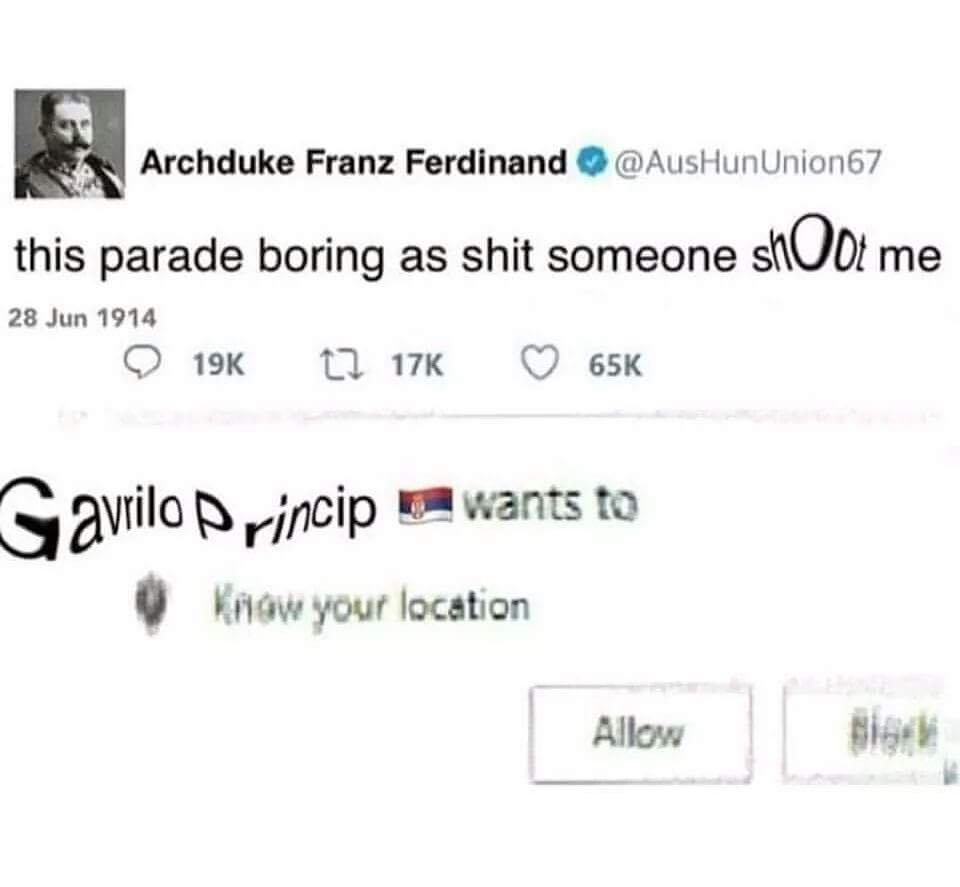 Archduke Franz Ferdinand @AusHunUnion67
this parade boring as shit someone shOOt me
28 Jun 1914
19K 17K 65K
Gavrilo Princip wants to
Know your location
Allow Block